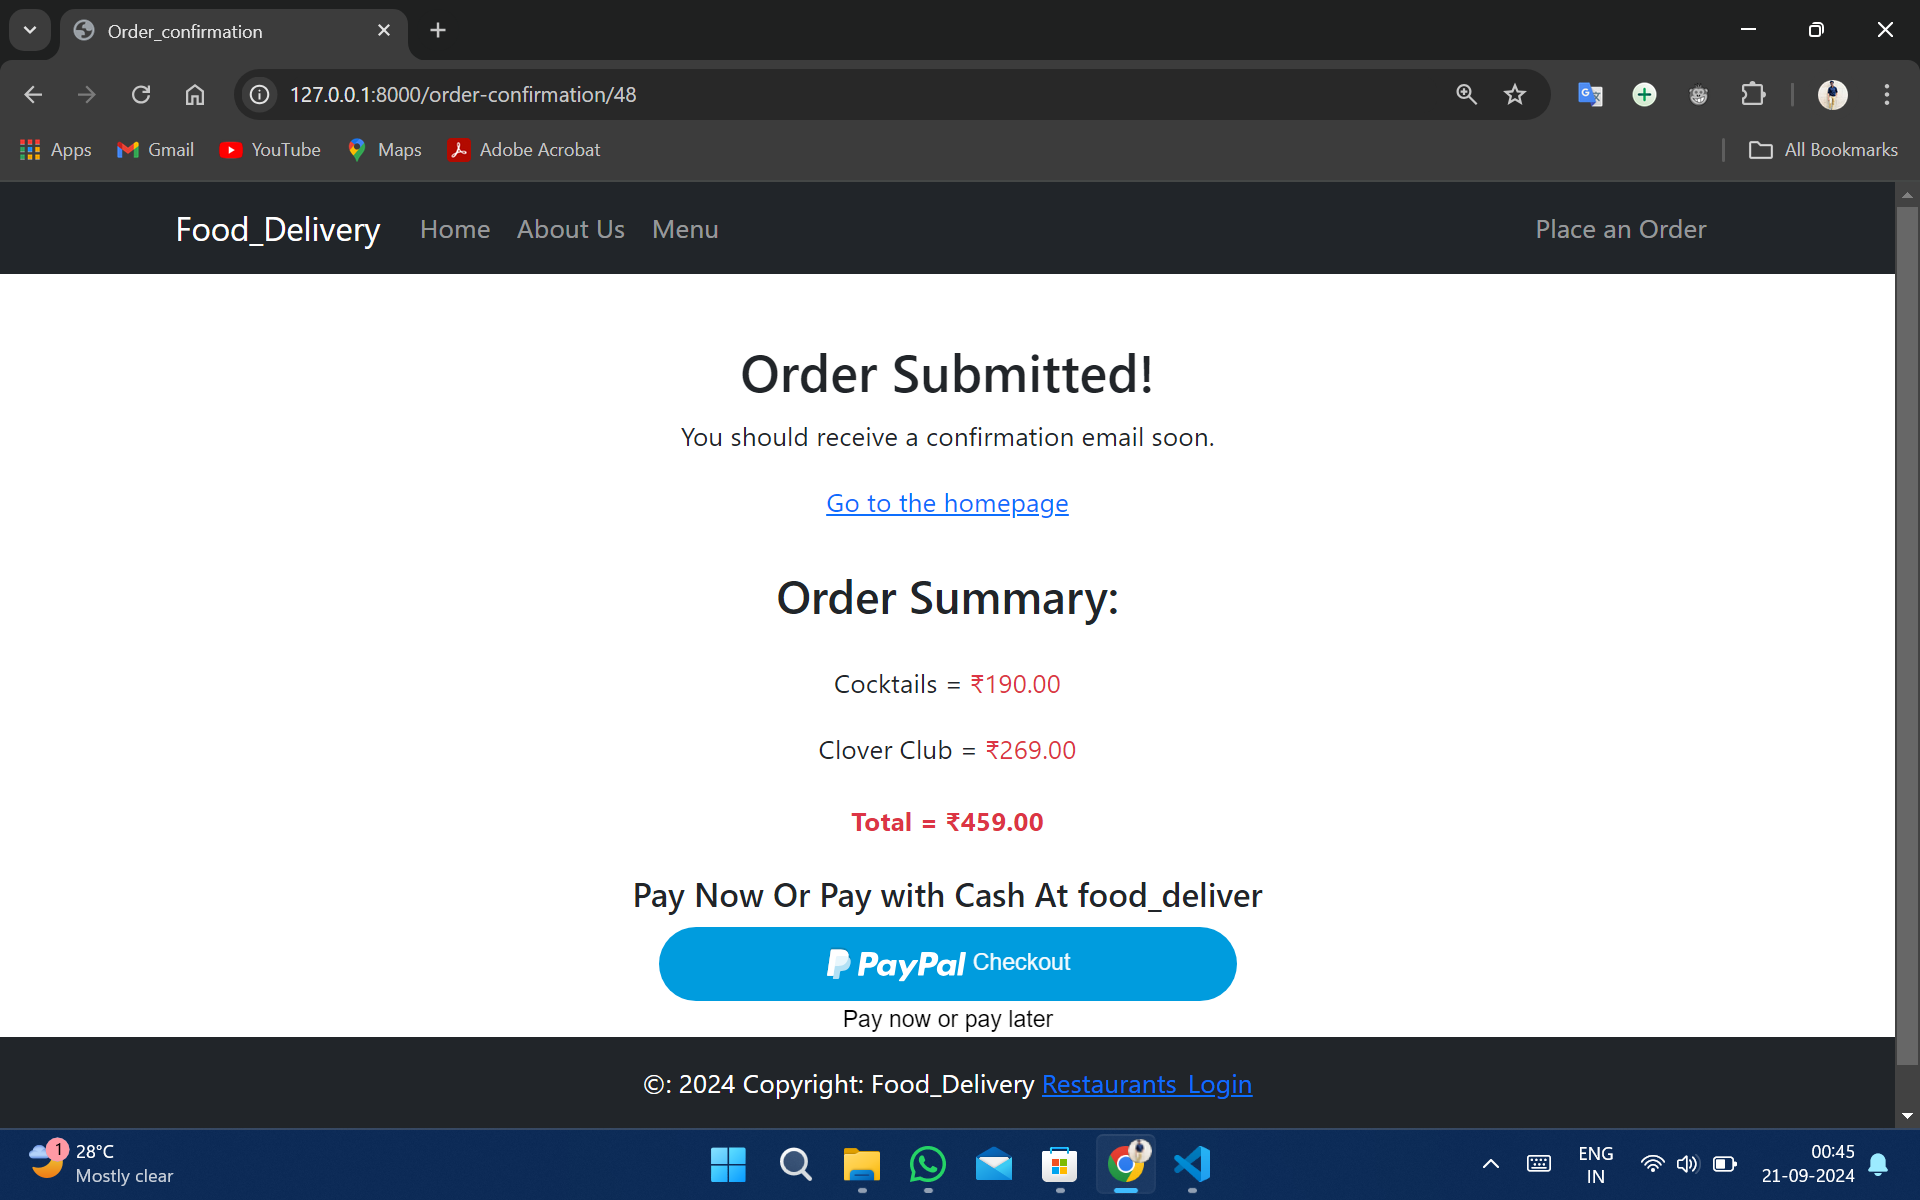 Order_confirmation
127.0.0.1:8000/order-confirmation/48
Apps Gmail YouTube Maps Adobe Acrobat All Bookmarks
Food_Delivery Home About Us Menu Place an Order
Order Submitted!
You should receive a confirmation email soon.
Go to the homepage
Order Summary:
Cocktails = ₹190.00
Clover Club = ₹269.00
Total = ₹459.00
Pay Now Or Pay with Cash At food_deliver
PayPal Checkout
Pay now or pay later
©: 2024 Copyright: Food_Delivery Restaurants_Login
1 28°C
Mostly clear
ENG
IN
00:45
21-09-2024